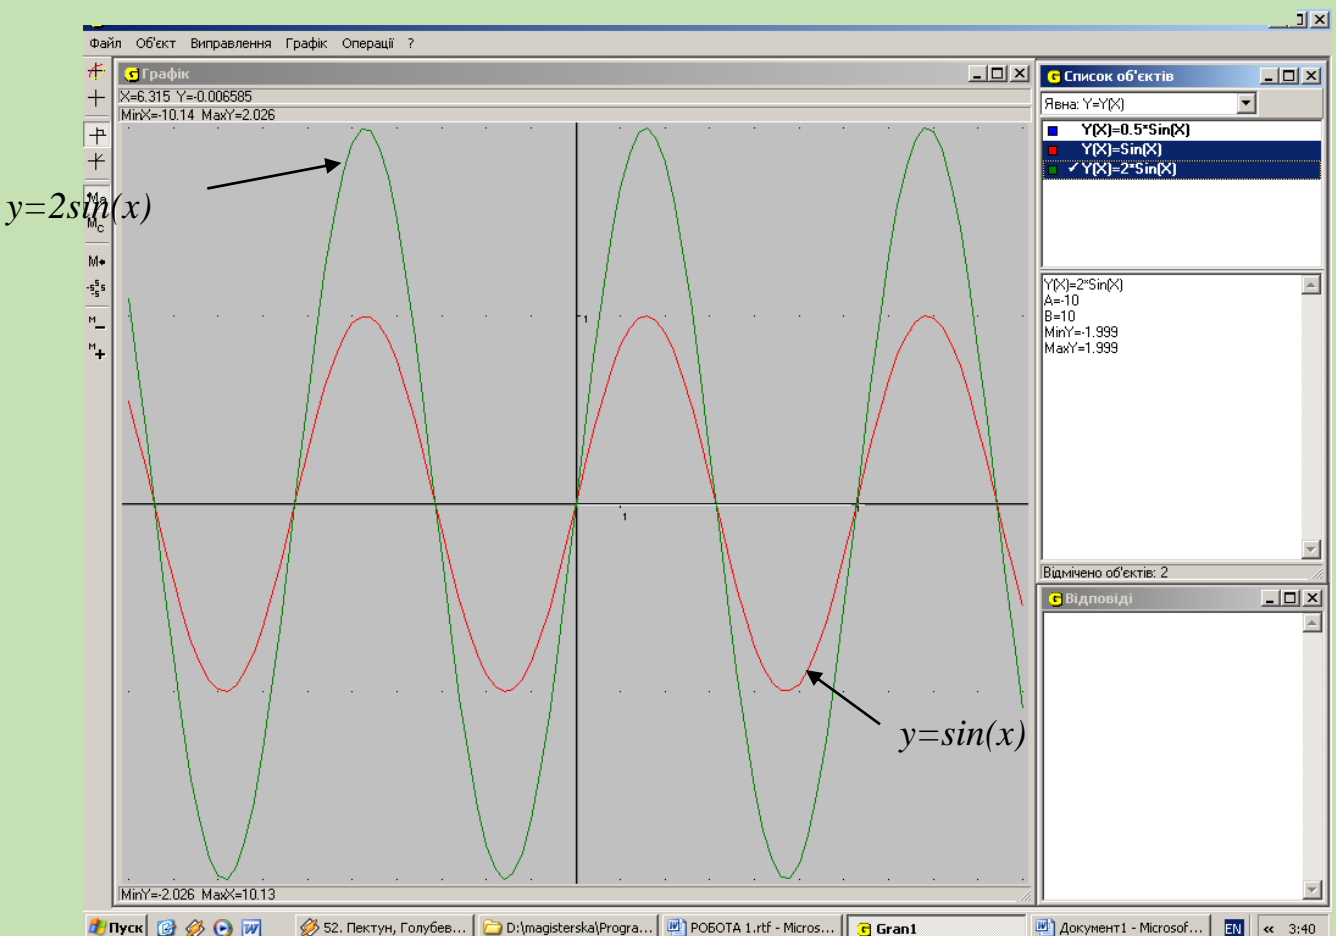 Файл Об'єкт Виправлення Графік Операції ?
Графік
X=6.315 Y=-0.006585
MinX=-10.14 MaxY=2.026
y=2sin(x)
1
1
y=sin(x)
MinY=-2.026 MaxX=10.13
Список об'єктів
Явна: Y=Y(X)
Y(X)=0.5*Sin(X)
Y(X)=Sin(X)
✓ Y(X)=2*Sin(X)
Y(X)=2*Sin(X)
A=-10
B=10
MinY=-1.999
MaxY=1.999
Відмічено об'єктів: 2
Відповіді
Пуск
52. Пектун, Голубев...
D:\magisterska\Progra...
РОБОТА 1.rtf - Micros...
Gran1
Документ1 - Microsof...
EN
« 3:40